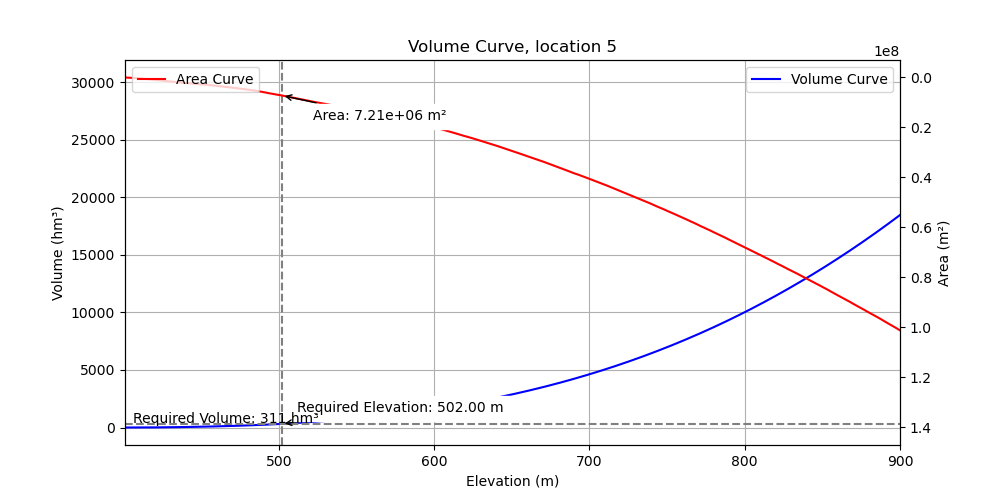 Volume Curve, location 5
1e8
Area Curve
Volume Curve
Area: 7.21e+06 m²
Required Elevation: 502.00 m
Required Volume: 311 hm³
Volume (hm³)
30000
25000
20000
15000
10000
5000
0
0.0
0.2
0.4
0.6
0.8
1.0
1.2
1.4
Area (m²)
500
600
700
800
900
Elevation (m)